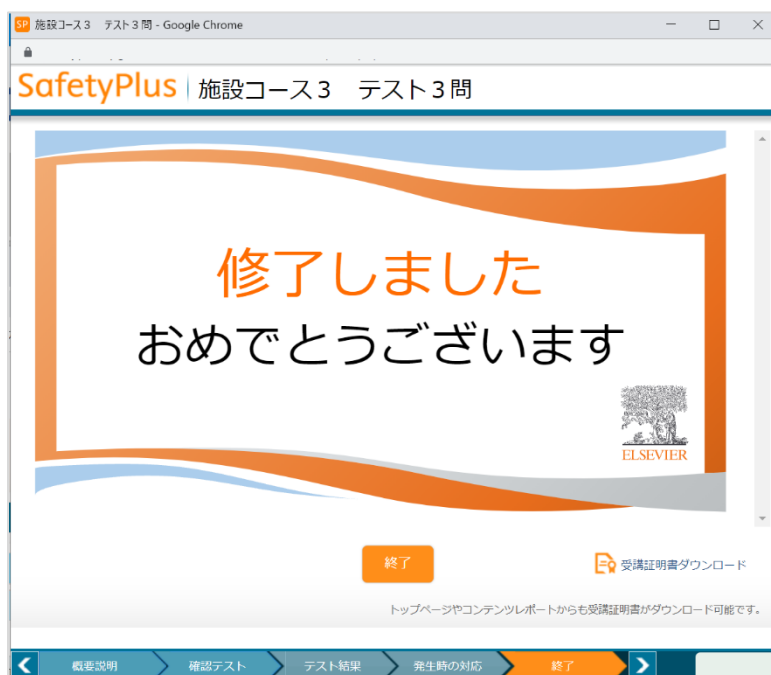 SP 施設コース3 テスト3問 - Google Chrome
SafetyPlus 施設コース3 テスト3問
修了しました
おめでとうございます
ELSEVIER
終了
受講証明書ダウンロード
トップページやコンテンツレポートからも受講証明書がダウンロード可能です。
概要説明 確認テスト テスト結果 発生時の対応 終了